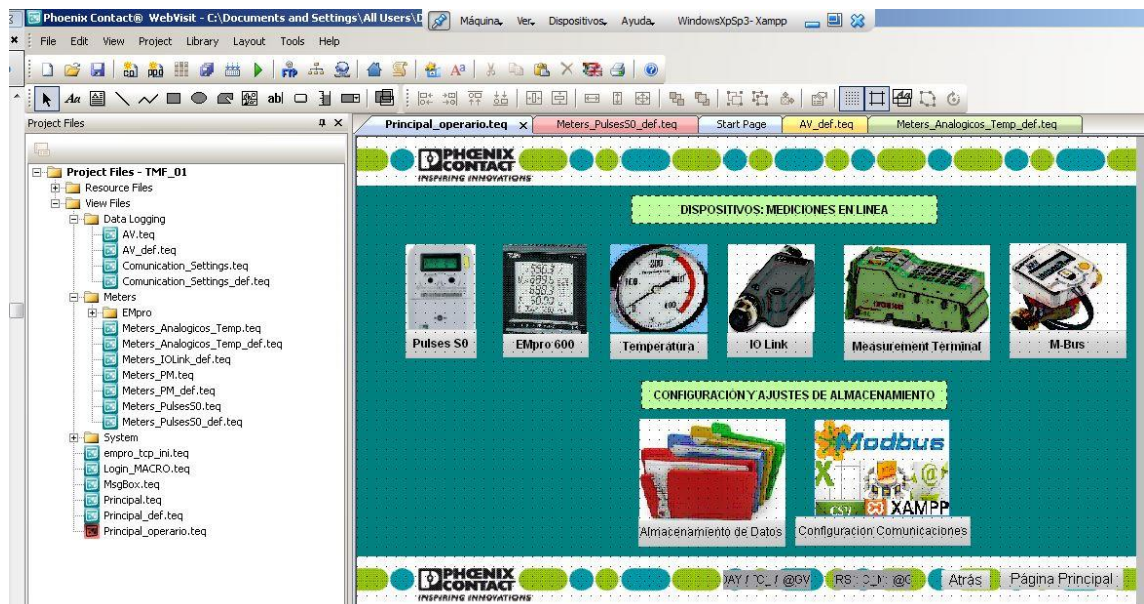 Phoenix Contact® WebVisit - C:\Documents and Settings\All Users\D
Máquina Ver Dispositivos Ayuda WindowsXpSp3- Xampp
File Edit View Project Library Layout Tools Help
Project Files
Principal_operario.teq x Meters_PulsesS0_def.teq Start Page AV_def.teq Meters_Analogicos_Temp_def.teq
Project Files - TMF_01
Resource Files
View Files
Data Logging
AV.teq
AV_def.teq
Comunication_Settings.teq
Comunication_Settings_def.teq
Meters
EMpro
Meters_Analogicos_Temp.teq
Meters_Analogicos_Temp_def.teq
Meters_IOLink_def.teq
Meters_PM.teq
Meters_PM_def.teq
Meters_PulsesS0.teq
Meters_PulsesS0_def.teq
System
empro_tcp_ini.teq
Login_MACRO.teq
MsgBox.teq
Principal.teq
Principal_def.teq
Principal_operario.teq
PHŒNIX
CONTACT
INSPIRING INNOVATIONS
DISPOSITIVOS: MEDICIONES EN LINEA
Pulses S0 EMpro 600 Temperatura IO Link Measurement Terminal M-Bus
CONFIGURACIÓN Y AJUSTES DE ALMACENAMIENTO
Modbus
XAMPP
Almacenamiento de Datos Configuracion Comunicaciones
PHŒNIX
CONTACT
INSPIRING INNOVATIONS
Atrás Página Principal